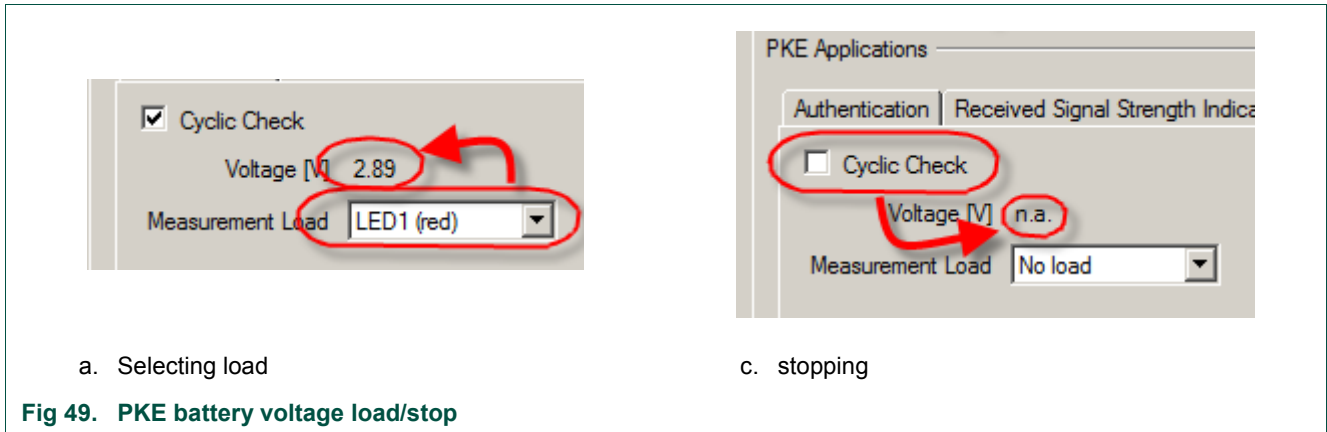 Cyclic Check
Voltage [V] 2.89
Measurement Load LED1 (red)
a. Selecting load
PKE Applications
Authentication Received Signal Strength Indica
Cyclic Check
Voltage [V] n.a.
Measurement Load No load
c. stopping
Fig 49. PKE battery voltage load/stop